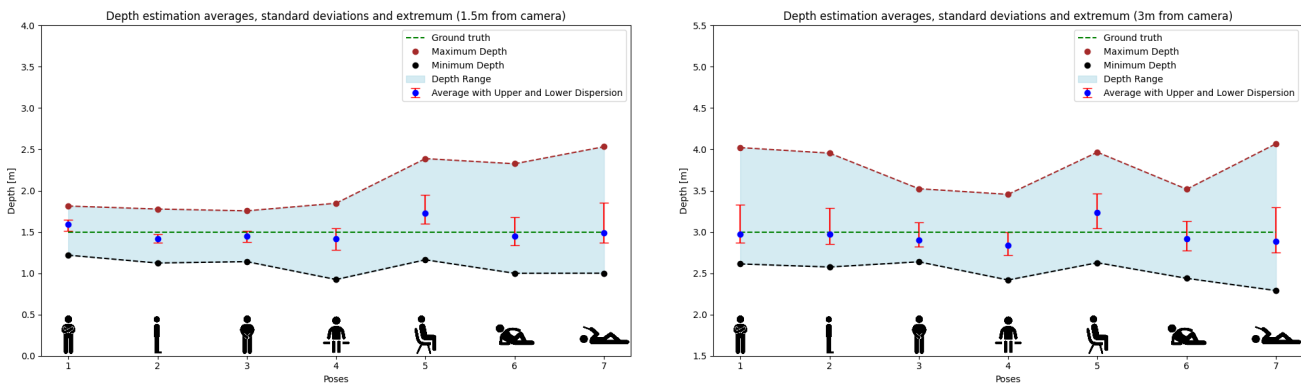 Depth estimation averages, standard deviations and extremum (1.5m from camera)
4.0
3.5
3.0
2.5
2.0
1.5
1.0
0.5
0.0
Depth [m]
Ground truth
Maximum Depth
Minimum Depth
Depth Range
Average with Upper and Lower Dispersion
1 2 3 4 5 6 7
Poses
Depth estimation averages, standard deviations and extremum (3m from camera)
5.5
5.0
4.5
4.0
3.5
3.0
2.5
2.0
1.5
Depth [m]
Ground truth
Maximum Depth
Minimum Depth
Depth Range
Average with Upper and Lower Dispersion
1 2 3 4 5 6 7
Poses